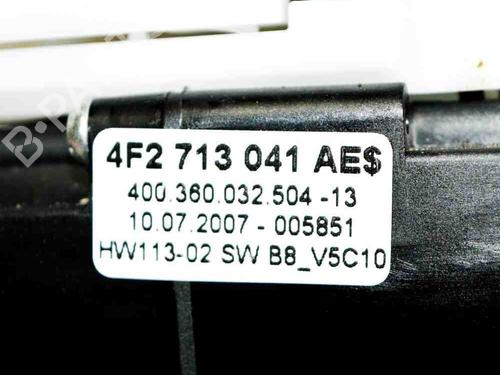 4F2 713 041 AE$
400.360.032.504 -13
10.07.2007 - 005851
HW113-02 SW B8_V5C10